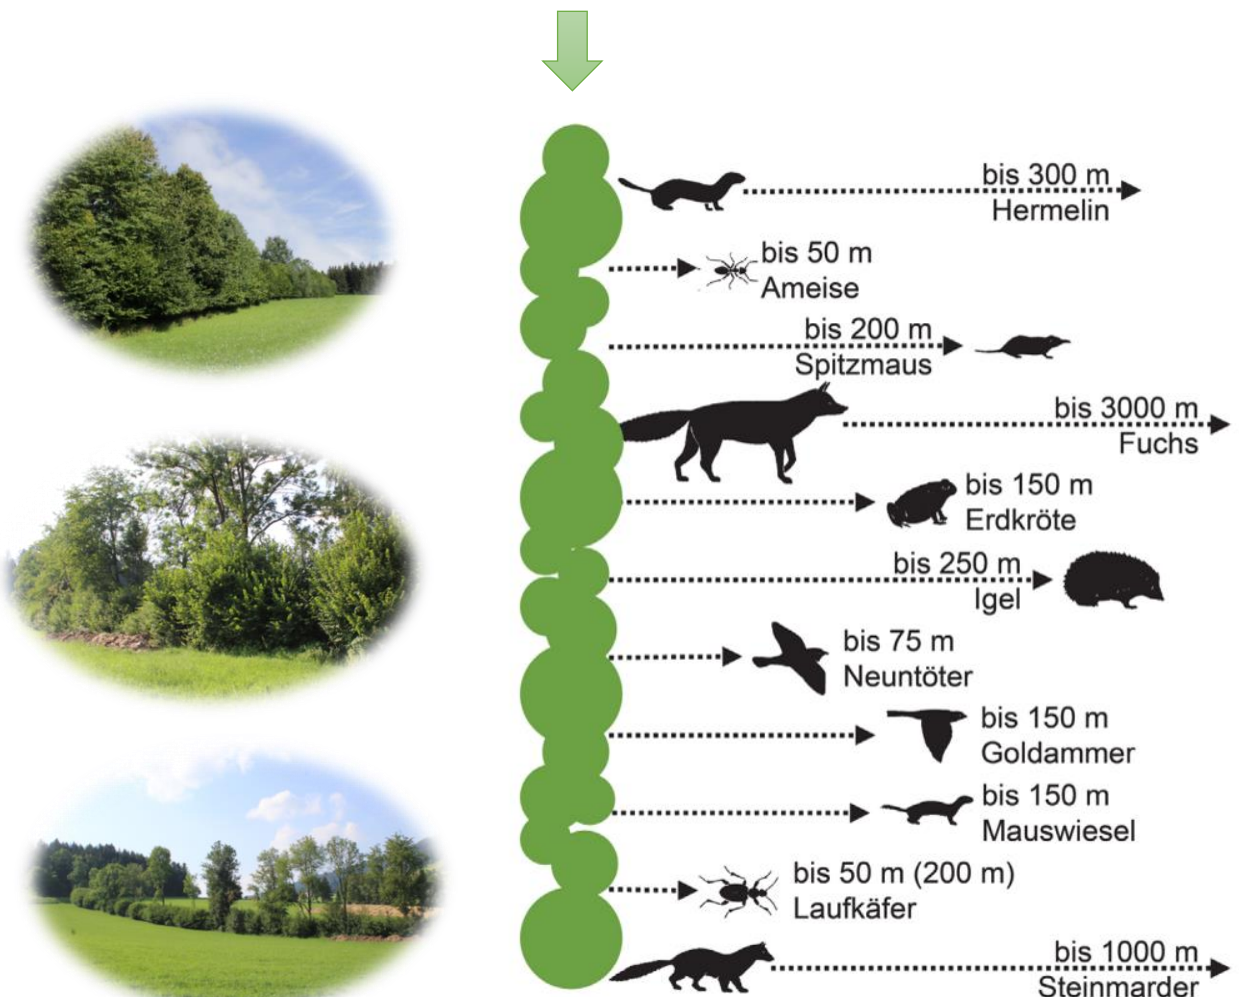 bis 300 m
Hermelin
bis 50 m
Ameise
bis 200 m
Spitzmaus
bis 3000 m
Fuchs
bis 150 m
Erdkröte
bis 250 m
Igel
bis 75 m
Neuntöter
bis 150 m
Goldammer
bis 150 m
Mauswiesel
bis 50 m (200 m)
Laufkäfer
bis 1000 m
Steinmarder